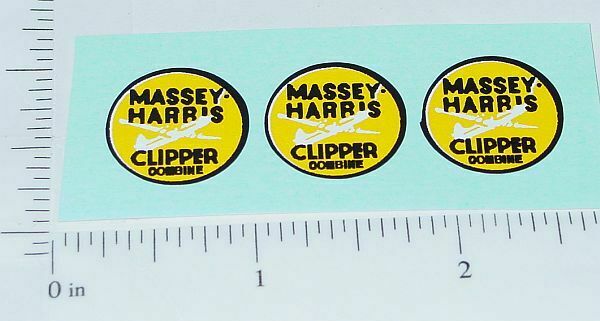 MASSEY-
HARRIS
CLIPPER
COMBINE
MASSEY-
HARRIS
CLIPPER
COMBINE
MASSEY-
HARRIS
CLIPPER
COMBINE
0 in 1 2